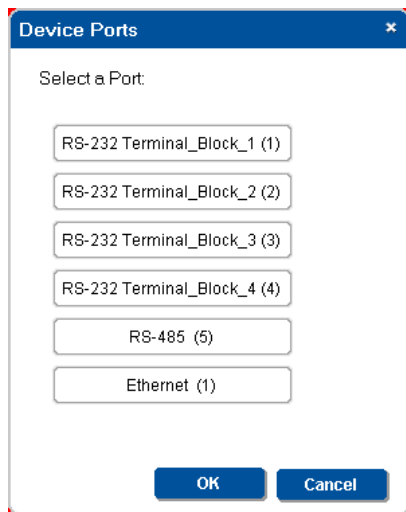 Device Ports ×
Select a Port:
RS-232 Terminal_Block_1 (1)
RS-232 Terminal_Block_2 (2)
RS-232 Terminal_Block_3 (3)
RS-232 Terminal_Block_4 (4)
RS-485 (5)
Ethernet (1)
OK Cancel